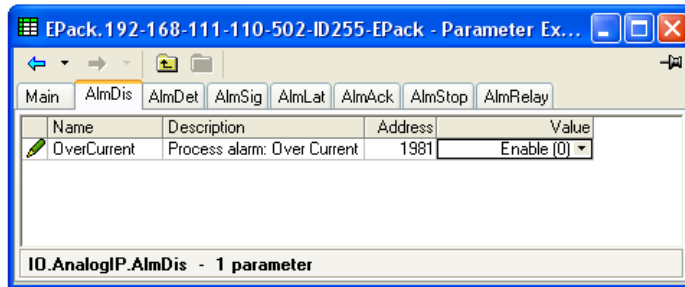 EPack.192-168-111-110-502-ID255-EPack - Parameter Ex...
Main AlmDis AlmDet AlmSig AlmLat AlmAck AlmStop AlmRelay
Name Description Address Value
OverCurrent Process alarm: Over Current 1981 Enable (0)
IO.AnalogIP.AlmDis - 1 parameter